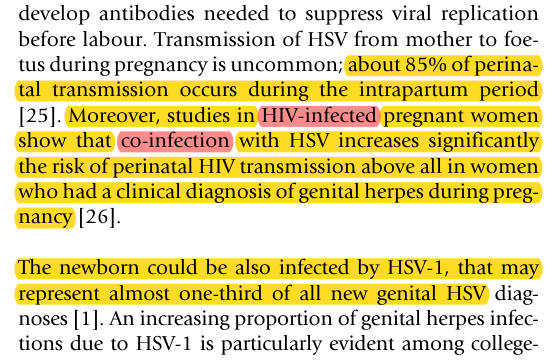 develop antibodies needed to suppress viral replication
before labour. Transmission of HSV from mother to foe-
tus during pregnancy is uncommon; about 85% of perina-
tal transmission occurs during the intrapartum period
[25]. Moreover, studies in HIV-infected pregnant women
show that co-infection with HSV increases significantly
the risk of perinatal HIV transmission above all in women
who had a clinical diagnosis of genital herpes during preg-
nancy [26].
The newborn could be also infected by HSV-1, that may
represent almost one-third of all new genital HSV diag-
noses [1]. An increasing proportion of genital herpes infec-
tions due to HSV-1 is particularly evident among college-